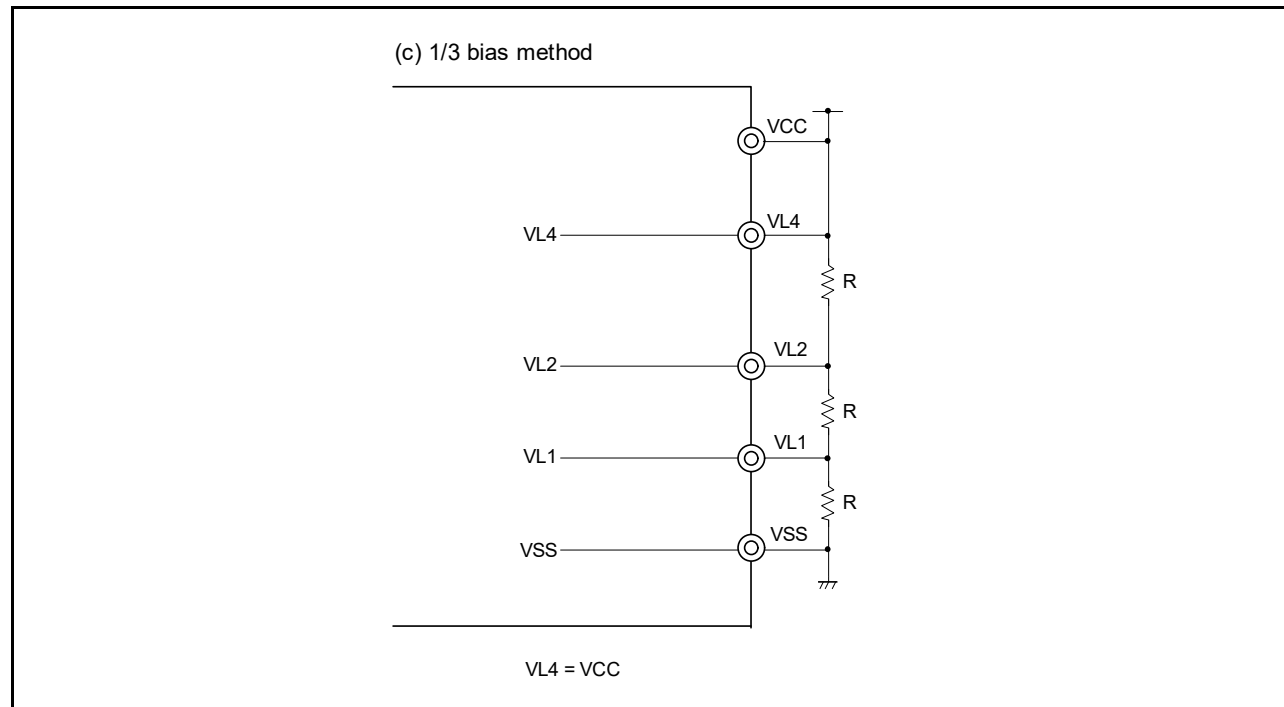 (c) 1/3 bias method
VCC
VL4 VL4
R
VL2 VL2
R
VL1 VL1
R
VSS VSS
VL4 = VCC